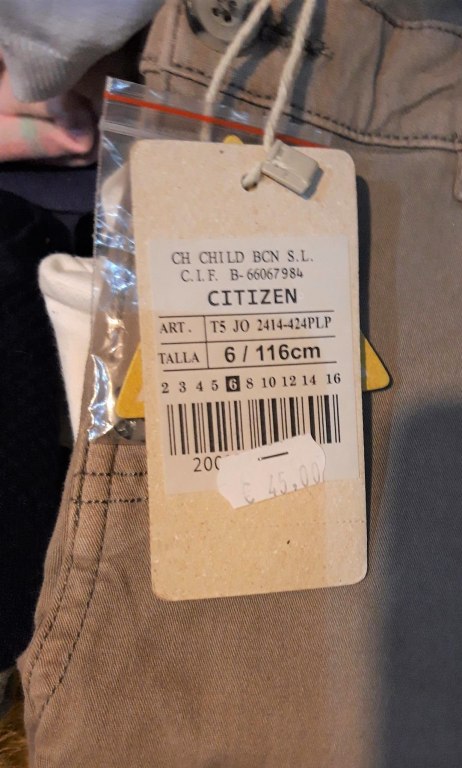 CH CHILD BCN S.L.
C.I.F. B-66067984
CITIZEN
ART. T5 JO 2414-424PLP
TALLA 6 / 116cm
2 3 4 5 6 8 10 12 14 16
200
€ 45,00